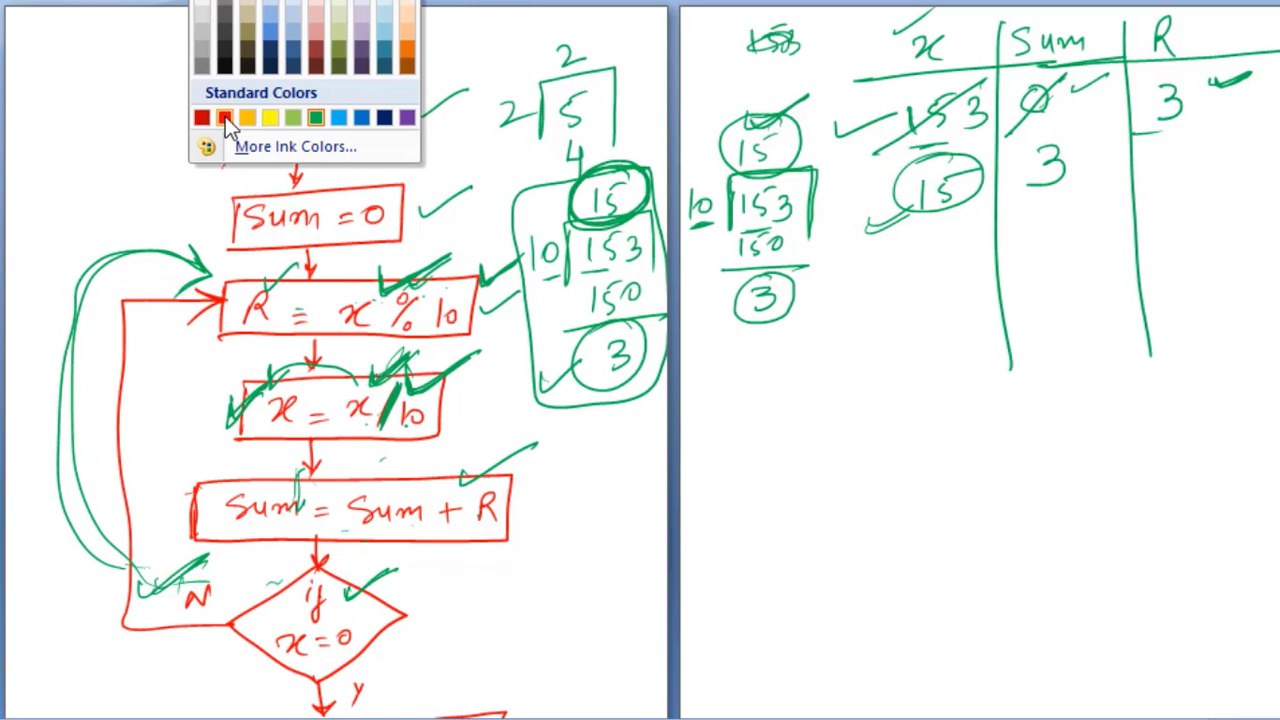 Standard Colors
More Ink Colors...
Sum = 0
R = x % 10
x = x / 10
Sum = Sum + R
if
x = 0
N
Y
2
2 5
4
15
10 153
150
3
15
10 153
150
3
x Sum R
153 0 3
15 3